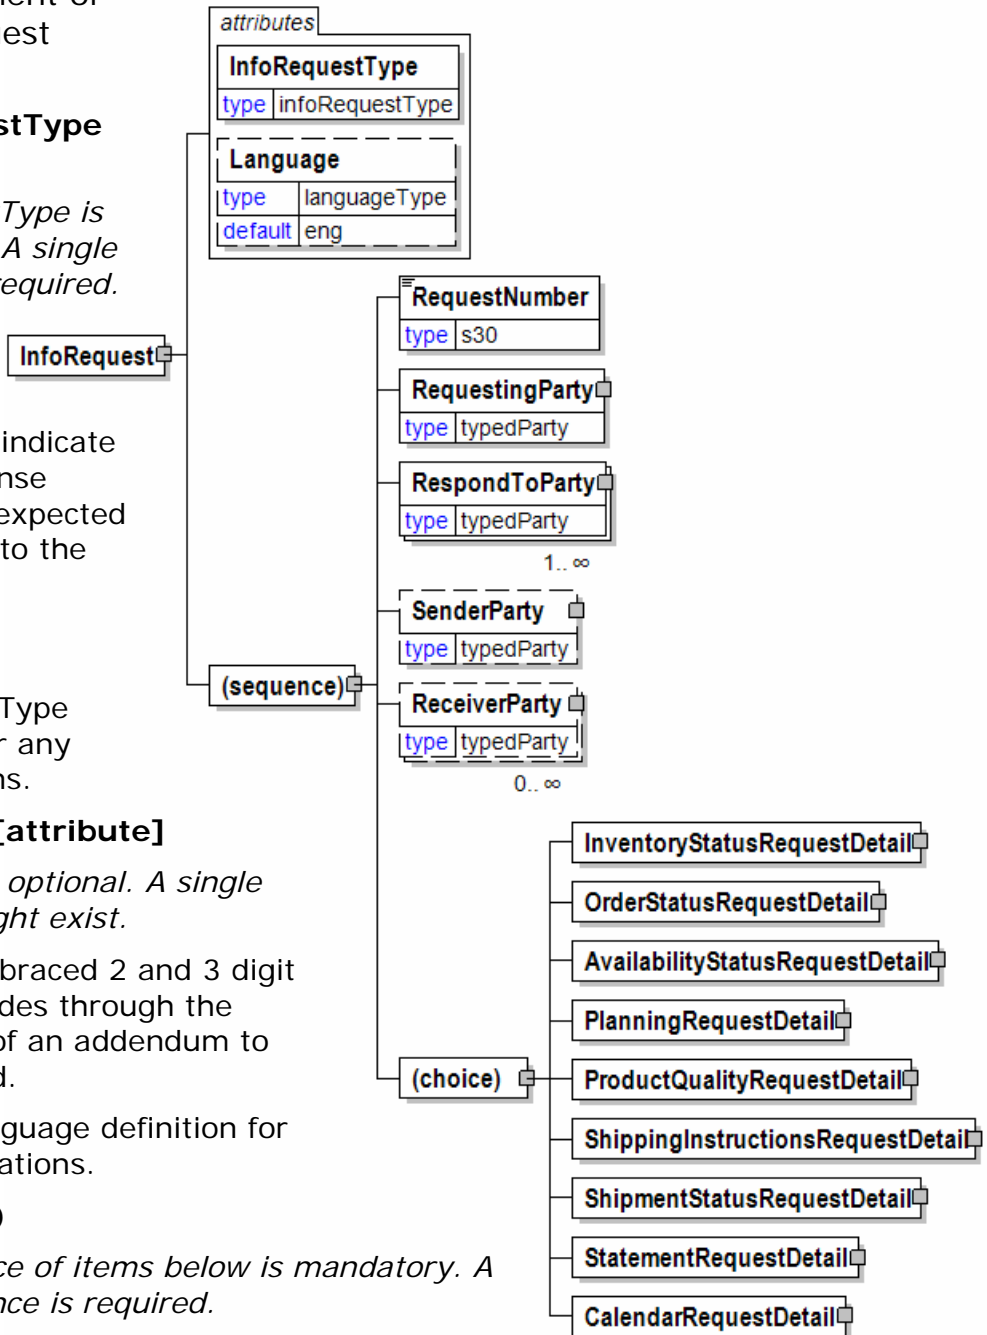 uest
stType
Type is
A single
required.
indicate
nse
expected
to the
Type
r any
ns.
[attribute]
optional. A single
ght exist.
braced 2 and 3 digit
des through the
of an addendum to
d.
guage definition for
ations.
)
ce of items below is mandatory. A
nce is required.
attributes
InfoRequestType
type infoRequestType
Language
type languageType
default eng
InfoRequest
RequestNumber
type s30
RequestingParty
type typedParty
RespondToParty
type typedParty
1.. ∞
SenderParty
type typedParty
(sequence)
ReceiverParty
type typedParty
0.. ∞
(choice)
InventoryStatusRequestDetail
OrderStatusRequestDetail
AvailabilityStatusRequestDetail
PlanningRequestDetail
ProductQualityRequestDetail
ShippingInstructionsRequestDetail
ShipmentStatusRequestDetail
StatementRequestDetail
CalendarRequestDetail